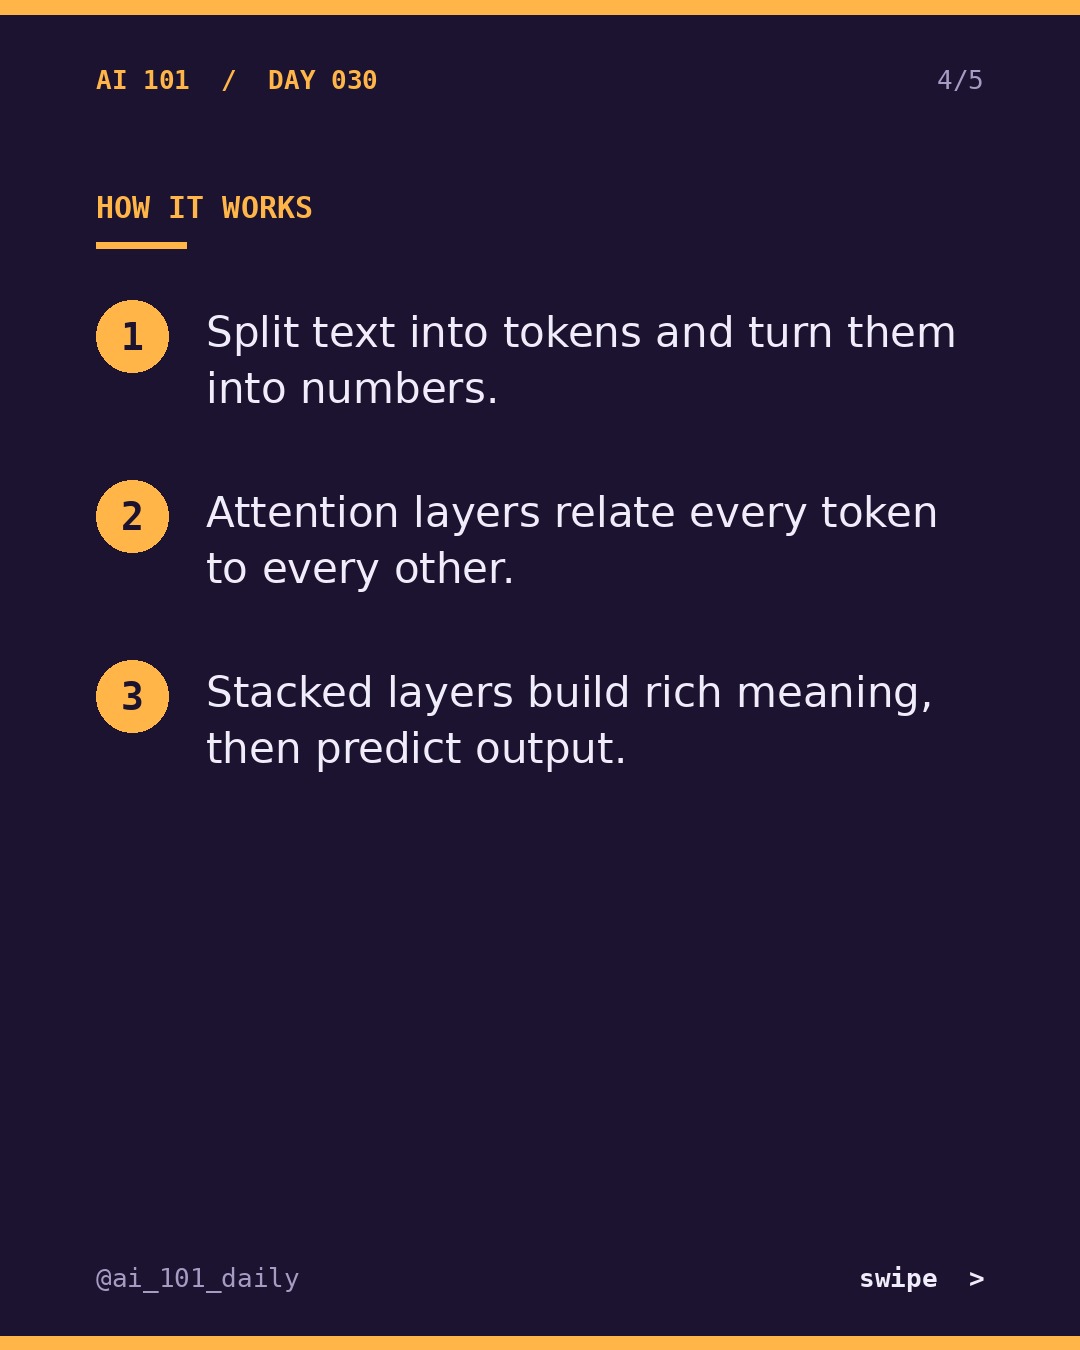 AI 101 / DAY 030
4/5
HOW IT WORKS
1 Split text into tokens and turn them
into numbers.
2 Attention layers relate every token
to every other.
3 Stacked layers build rich meaning,
then predict output.
@ai_101_daily
swipe >